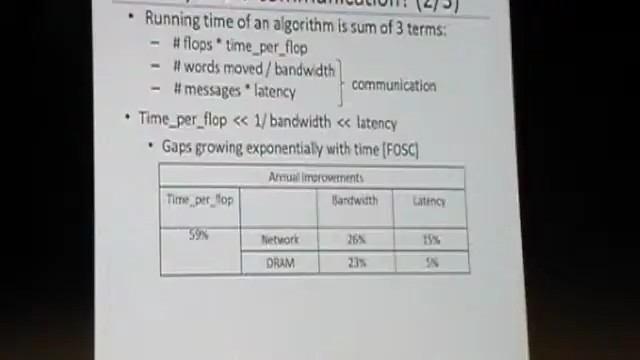 (2/3)
• Running time of an algorithm is sum of 3 terms:
– # flops * time_per_flop
– # words moved / bandwidth
– # messages * latency
communication
• Time_per_flop << 1/ bandwidth << latency
• Gaps growing exponentially with time [FOSC]
Annual improvements
Time_per_flop Bandwidth Latency
59% Network 26% 15%
DRAM 23% 5%